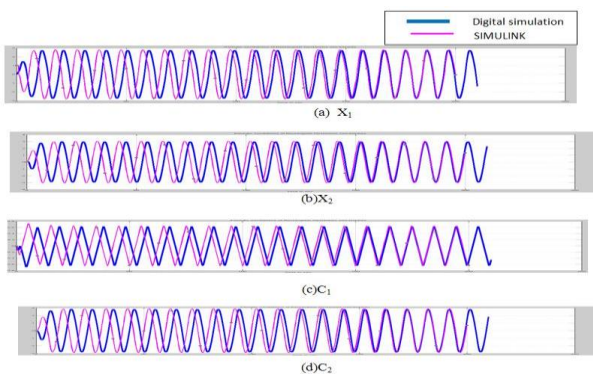 Digital simulation
SIMULINK
(a) X₁
(b)X₂
(c)C₁
(d)C₂